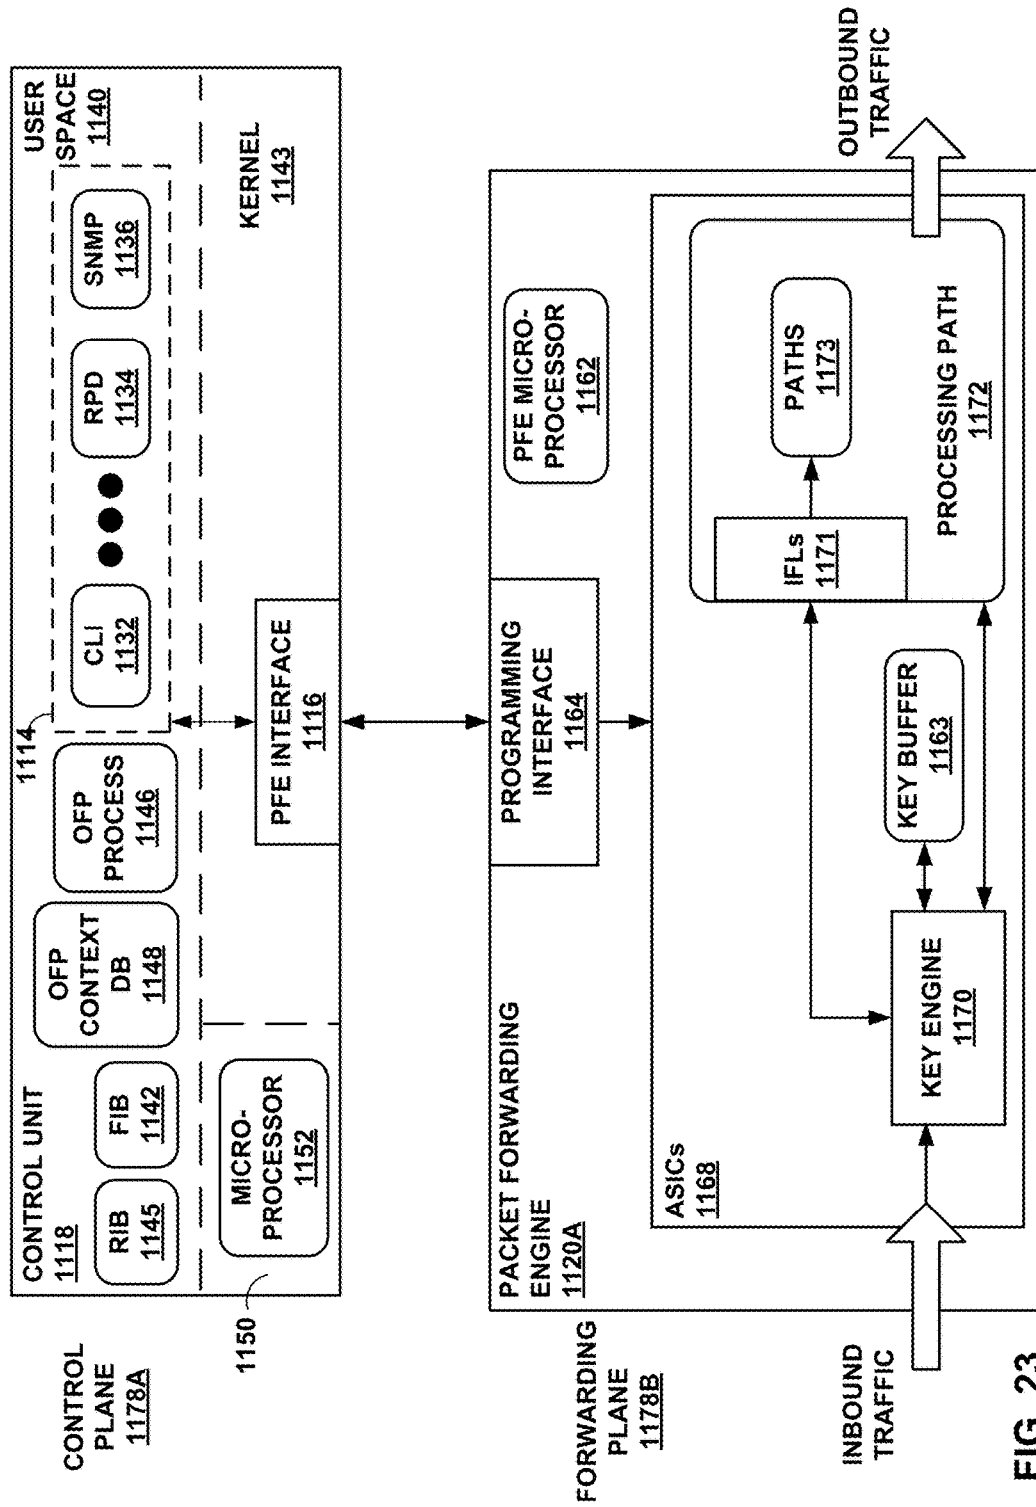 CONTROL
PLANE
1178A
CONTROL UNIT
1118
RIB
1145
FIB
1142
OFP
CONTEXT
DB
1148
OFP
PROCESS
1146
1114
CLI
1132
RPD
1134
SNMP
1136
USER
SPACE
1140
1150
MICRO-
PROCESSOR
1152
PFE INTERFACE
1116
KERNEL
1143
FORWARDING
PLANE
1178B
PACKET FORWARDING
ENGINE
1120A
PROGRAMMING
INTERFACE
1164
PFE MICRO-
PROCESSOR
1162
ASICs
1168
KEY ENGINE
1170
KEY BUFFER
1163
IFLs
1171
PATHS
1173
PROCESSING PATH
1172
INBOUND
TRAFFIC
OUTBOUND
TRAFFIC
FIG. 23